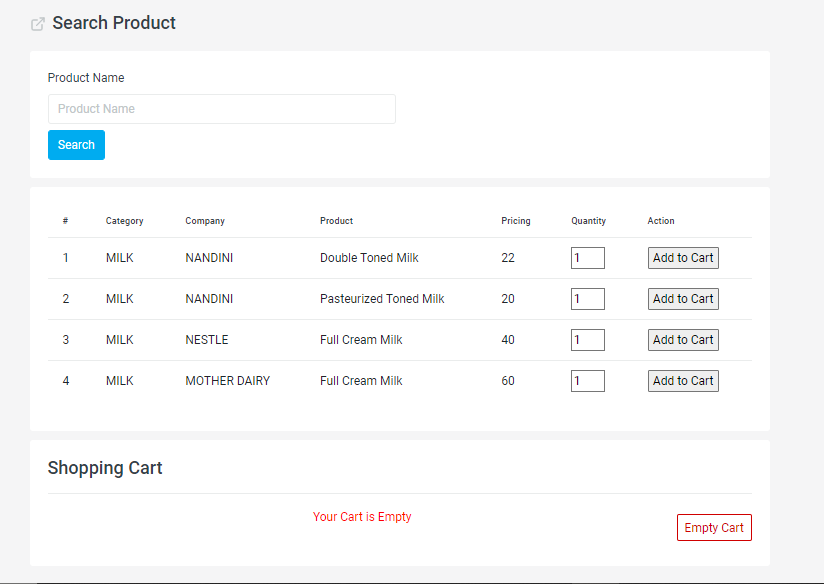 Search Product
Product Name
Product Name
Search
# Category Company Product Pricing Quantity Action
1 MILK NANDINI Double Toned Milk 22 1 Add to Cart
2 MILK NANDINI Pasteurized Toned Milk 20 1 Add to Cart
3 MILK NESTLE Full Cream Milk 40 1 Add to Cart
4 MILK MOTHER DAIRY Full Cream Milk 60 1 Add to Cart
Shopping Cart
Your Cart is Empty
Empty Cart